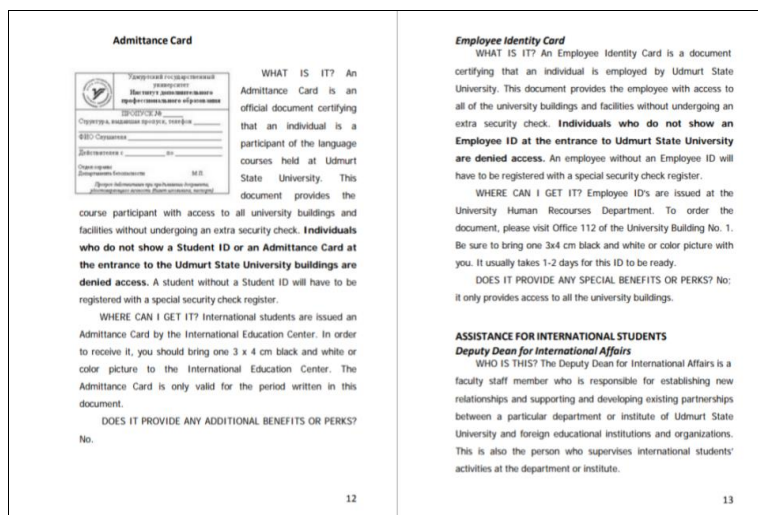 Admittance Card
Удмуртский государственный
университет
Институт дополнительного
профессионального образования
ПРОПУСК №
Структура, выдавшая пропуск, телефон
ФИО Слушателя
Действителен с по
Отдел охраны
Департамента безопасности М.П.
Пропуск действителен при предъявлении документа,
WHAT IS IT? An
Admittance Card is an
official document certifying
that an individual is a
participant of the language
courses held at Udmurt
State University. This
document provides the
course participant with access to all university buildings and
facilities without undergoing an extra security check. Individuals
who do not show a Student ID or an Admittance Card at
the entrance to the Udmurt State University buildings are
denied access. A student without a Student ID will have to be
registered with a special security check register.
WHERE CAN I GET IT? International students are issued an
Admittance Card by the International Education Center. In order
to receive it, you should bring one 3 x 4 cm black and white or
color picture to the International Education Center. The
Admittance Card is only valid for the period written in this
document.
DOES IT PROVIDE ANY ADDITIONAL BENEFITS OR PERKS?
No.
12
Employee Identity Card
WHAT IS IT? An Employee Identity Card is a document
certifying that an individual is employed by Udmurt State
University. This document provides the employee with access to
all of the university buildings and facilities without undergoing an
extra security check. Individuals who do not show an
Employee ID at the entrance to Udmurt State University
are denied access. An employee without an Employee ID will
have to be registered with a special security check register.
WHERE CAN I GET IT? Employee ID's are issued at the
University Human Recourses Department. To order the
document, please visit Office 112 of the University Building No. 1.
Be sure to bring one 3x4 cm black and white or color picture with
you. It usually takes 1-2 days for this ID to be ready.
DOES IT PROVIDE ANY SPECIAL BENEFITS OR PERKS? No;
it only provides access to all the university buildings.
ASSISTANCE FOR INTERNATIONAL STUDENTS
Deputy Dean for International Affairs
WHO IS THIS? The Deputy Dean for International Affairs is a
faculty staff member who is responsible for establishing new
relationships and supporting and developing existing partnerships
between a particular department or institute of Udmurt State
University and foreign educational institutions and organizations.
This is also the person who supervises international students'
activities at the department or institute.
13